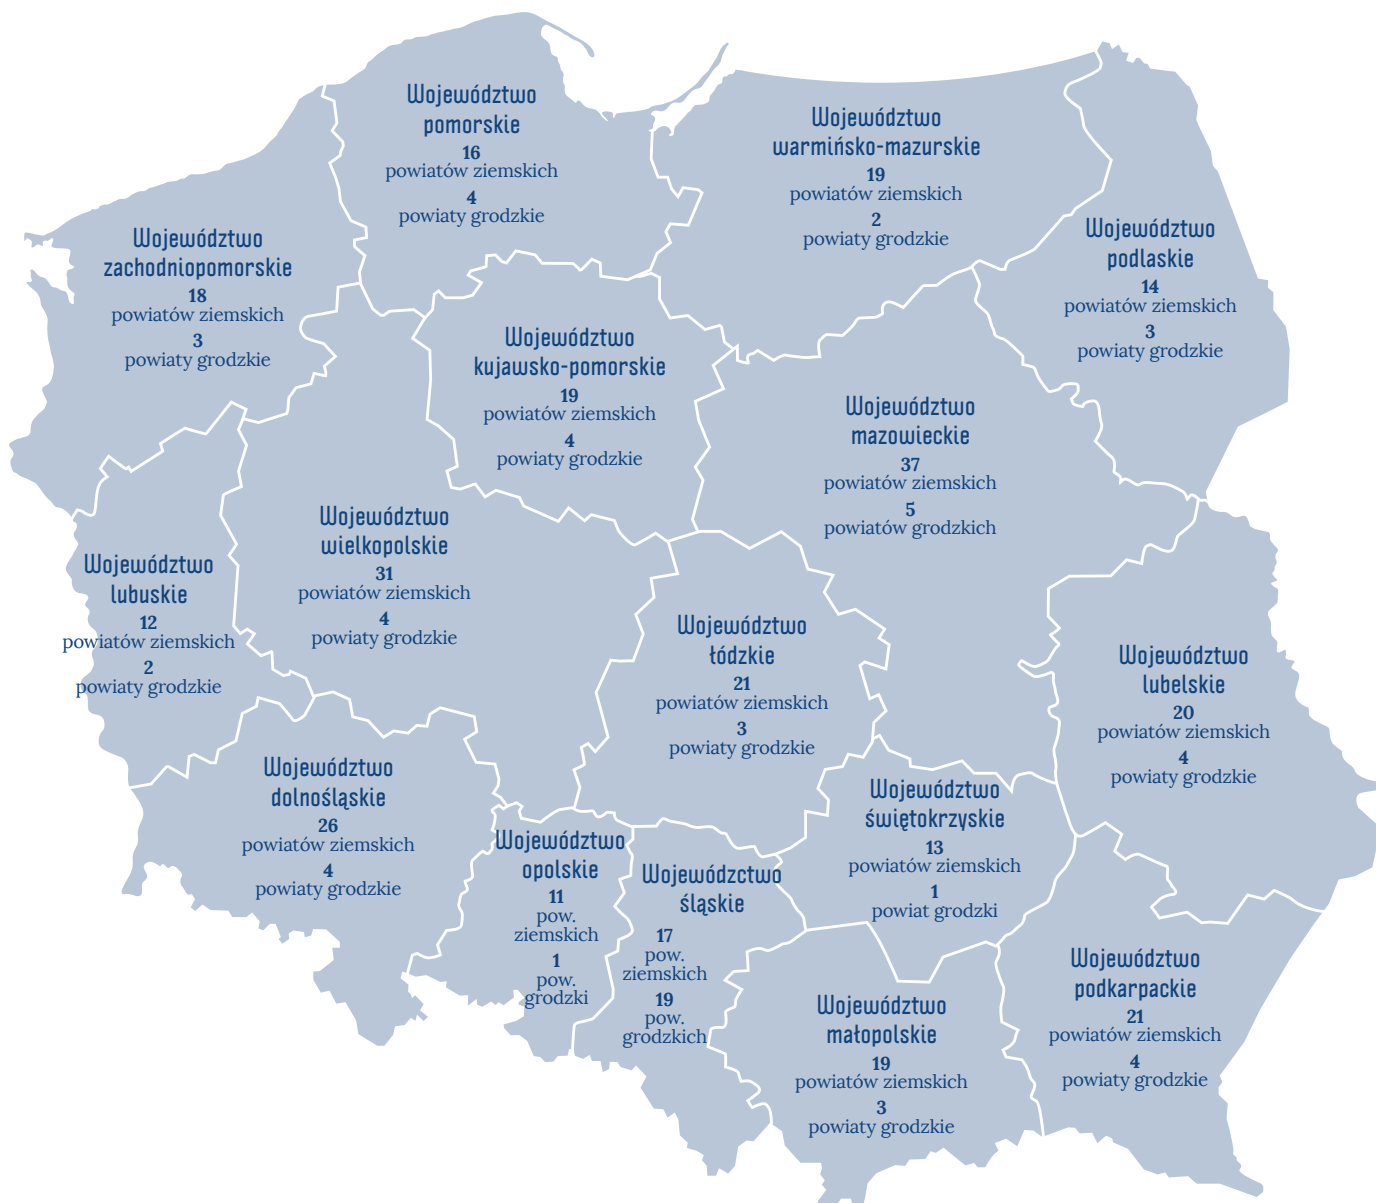 Województwo
pomorskie
16
powiatów ziemskich
4
powiaty grodzkie
Województwo
warmińsko-mazurskie
19
powiatów ziemskich
2
powiaty grodzkie
Województwo
zachodniopomorskie
18
powiatów ziemskich
3
powiaty grodzkie
Województwo
podlaskie
14
powiatów ziemskich
3
powiaty grodzkie
Województwo
kujawsko-pomorskie
19
powiatów ziemskich
4
powiaty grodzkie
Województwo
mazowieckie
37
powiatów ziemskich
5
powiatów grodzkich
Województwo
wielkopolskie
31
powiatów ziemskich
4
powiaty grodzkie
Województwo
lubuskie
12
powiatów ziemskich
2
powiaty grodzkie
Województwo
łódzkie
21
powiatów ziemskich
3
powiaty grodzkie
Województwo
lubelskie
20
powiatów ziemskich
4
powiaty grodzkie
Województwo
dolnośląskie
26
powiatów ziemskich
4
powiaty grodzkie
Województwo
opolskie
11
pow.
ziemskich
1
pow.
grodzki
Wojewódzctwo
śląskie
17
pow.
ziemskich
19
pow.
grodzkich
Województwo
świętokrzyskie
13
powiatów ziemskich
1
powiat grodzki
Województwo
małopolskie
19
powiatów ziemskich
3
powiaty grodzkie
Województwo
podkarpackie
21
powiatów ziemskich
4
powiaty grodzkie